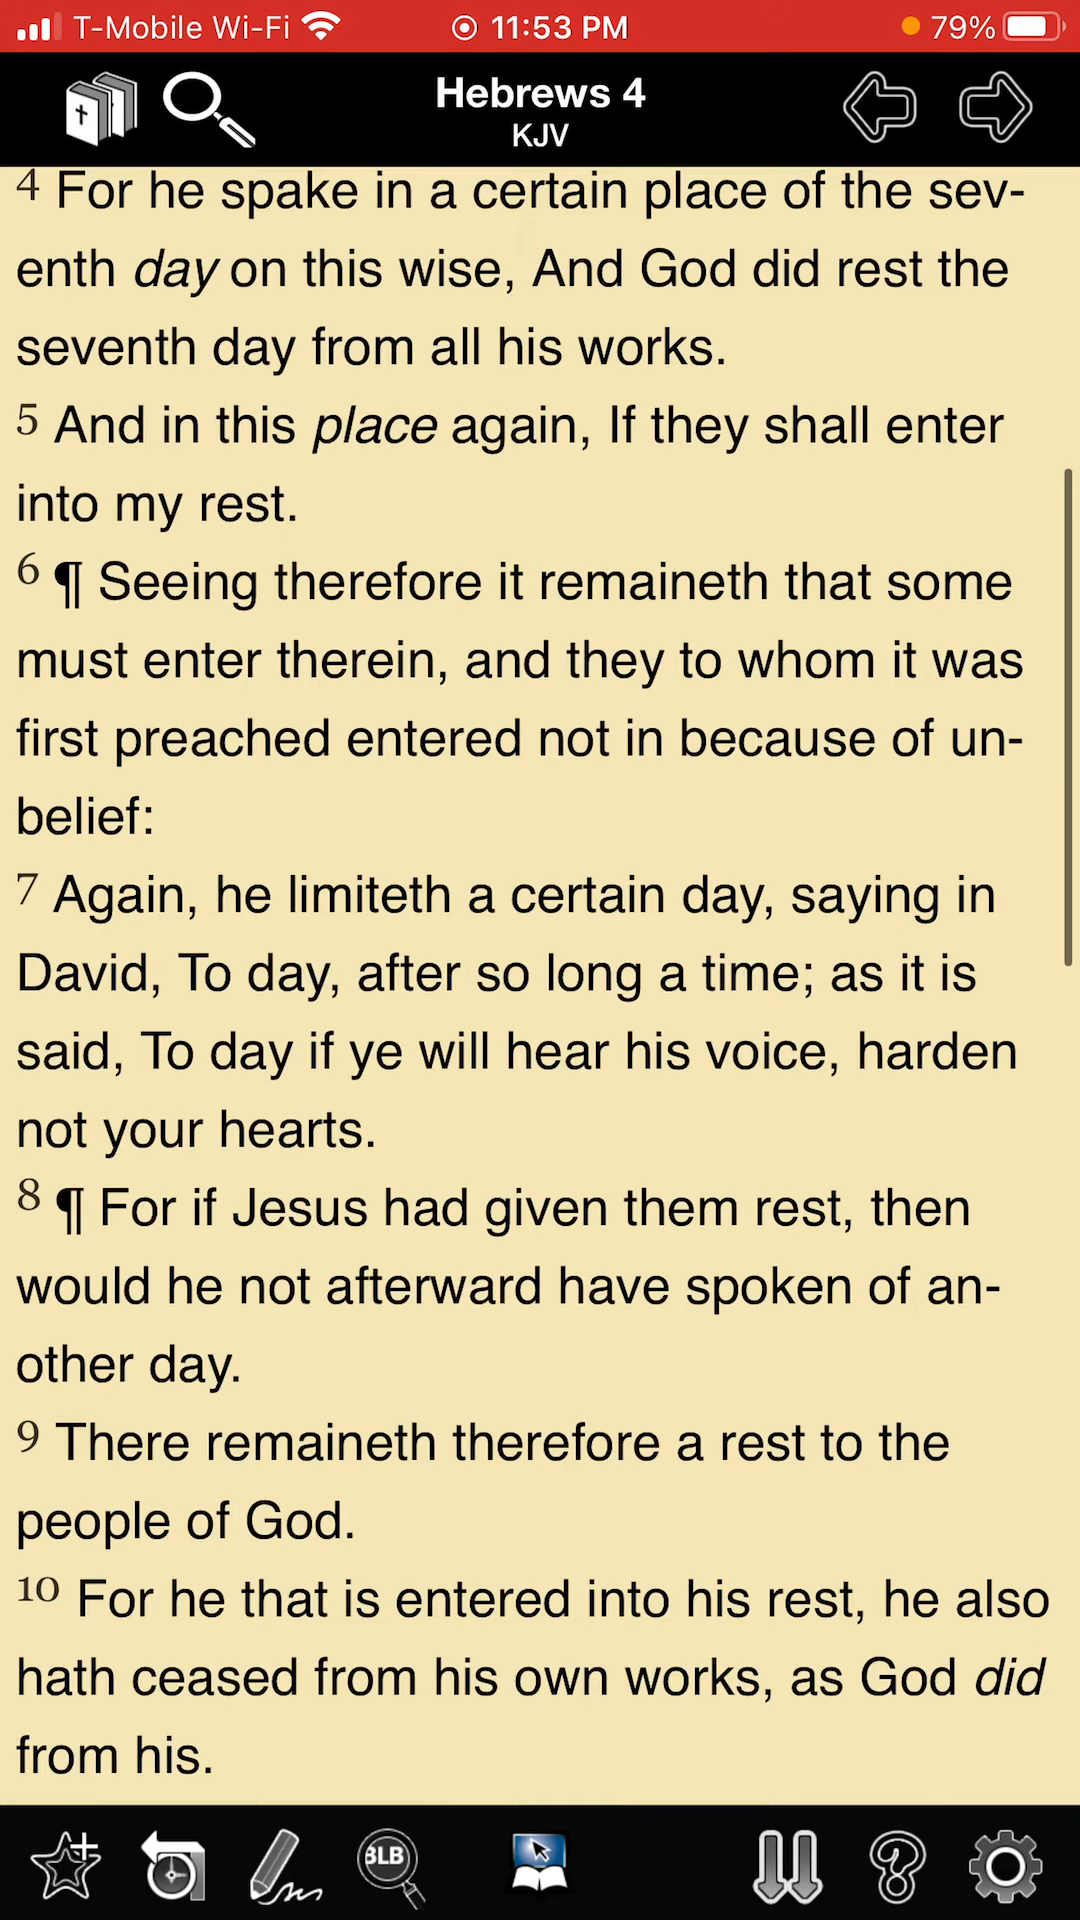 T-Mobile Wi-Fi 11:53 PM 79%
Hebrews 4
KJV
4 For he spake in a certain place of the sev-
enth day on this wise, And God did rest the
seventh day from all his works.
5 And in this place again, If they shall enter
into my rest.
6 ¶ Seeing therefore it remaineth that some
must enter therein, and they to whom it was
first preached entered not in because of un-
belief:
7 Again, he limiteth a certain day, saying in
David, To day, after so long a time; as it is
said, To day if ye will hear his voice, harden
not your hearts.
8 ¶ For if Jesus had given them rest, then
would he not afterward have spoken of an-
other day.
9 There remaineth therefore a rest to the
people of God.
10 For he that is entered into his rest, he also
hath ceased from his own works, as God did
from his.
BLB